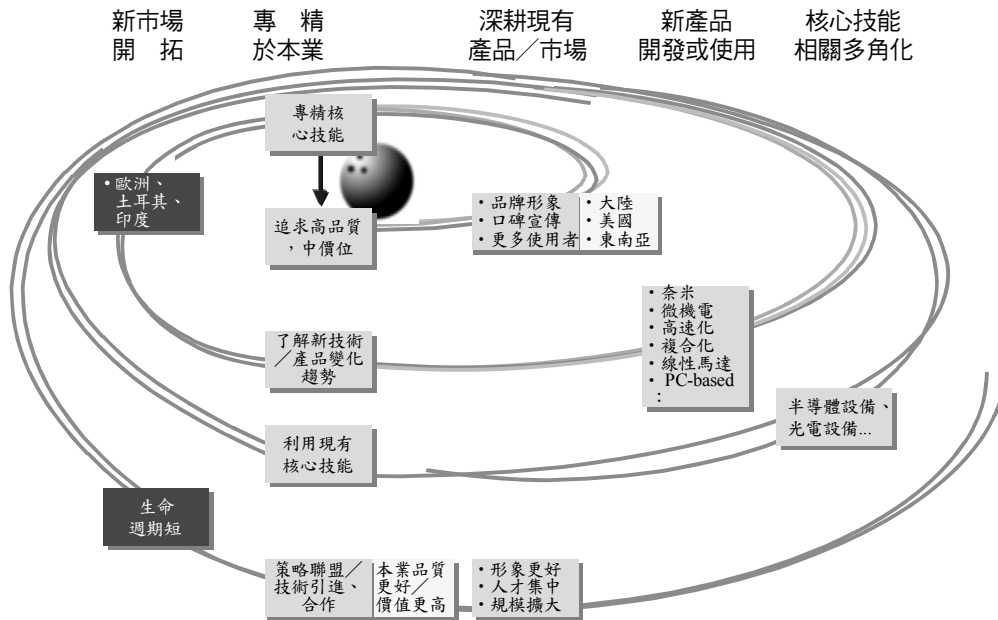 新市場
開　拓
專　精
於本業
深耕現有
產品／市場
新產品
開發或使用
核心技能
相關多角化
專精核
心技能
•歐洲、
土耳其、
印度
追求高品質
，中價位
•品牌形象
•口碑宣傳
•更多使用者
•大陸
•美國
•東南亞
•奈米
•微機電
•高速化
•複合化
•線性馬達
• PC-based
：
了解新技術
／產品變化
趨勢
半導體設備、
光電設備...
利用現有
核心技能
生命
週期短
策略聯盟／
技術引進、
合作
本業品質
更好／
價值更高
•形象更好
•人才集中
•規模擴大